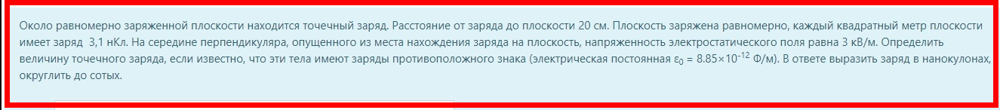 Около равномерно заряженной плоскости находится точечный заряд. Расстояние от заряда до плоскости 20 см. Плоскость заряжена равномерно, каждый квадратный метр плоскости
имеет заряд  3,1 нКл. На середине перпендикуляра, опущенного из места нахождения заряда на плоскость, напряженность электростатического поля равна 3 кВ/м. Определить
величину точечного заряда, если известно, что эти тела имеют заряды противоположного знака (электрическая постоянная ε₀ = 8.85×10⁻¹² Ф/м). В ответе выразить заряд в нанокулонах,
округлить до сотых.